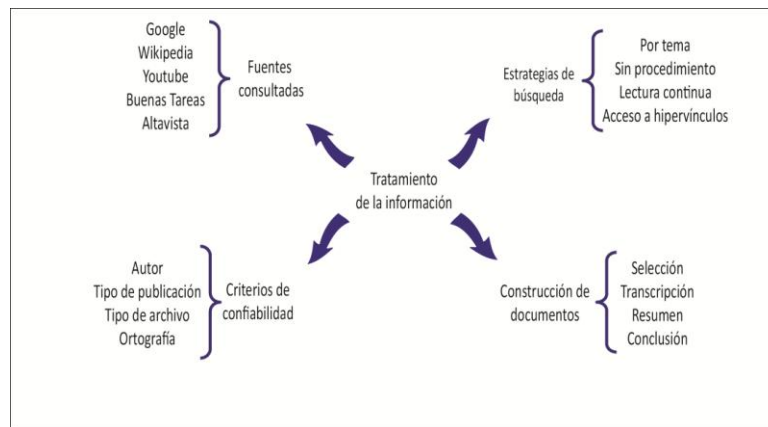 Google
Wikipedia
Youtube
Buenas Tareas
Altavista
Fuentes
consultadas
Estrategias de
búsqueda
Por tema
Sin procedimiento
Lectura continua
Acceso a hipervínculos
Tratamiento
de la información
Autor
Tipo de publicación
Tipo de archivo
Ortografía
Criterios de
confiabilidad
Construcción de
documentos
Selección
Transcripción
Resumen
Conclusión